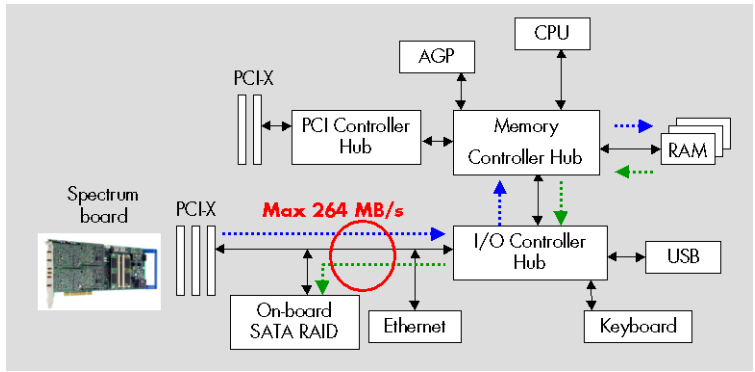 CPU
AGP
PCI-X
PCI Controller
Hub
Memory
Controller Hub
RAM
Spectrum
board
PCI-X
Max 264 MB/s
I/O Controller
Hub
USB
On-board
SATA RAID
Ethernet
Keyboard